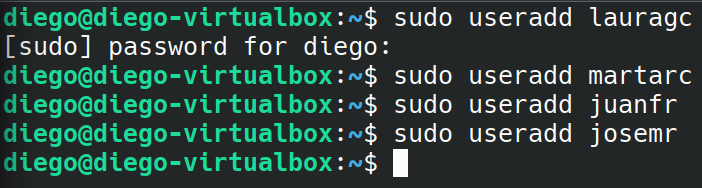 diego@diego-virtualbox:~$ sudo useradd lauragc
[sudo] password for diego:
diego@diego-virtualbox:~$ sudo useradd martarc
diego@diego-virtualbox:~$ sudo useradd juanfr
diego@diego-virtualbox:~$ sudo useradd josemr
diego@diego-virtualbox:~$